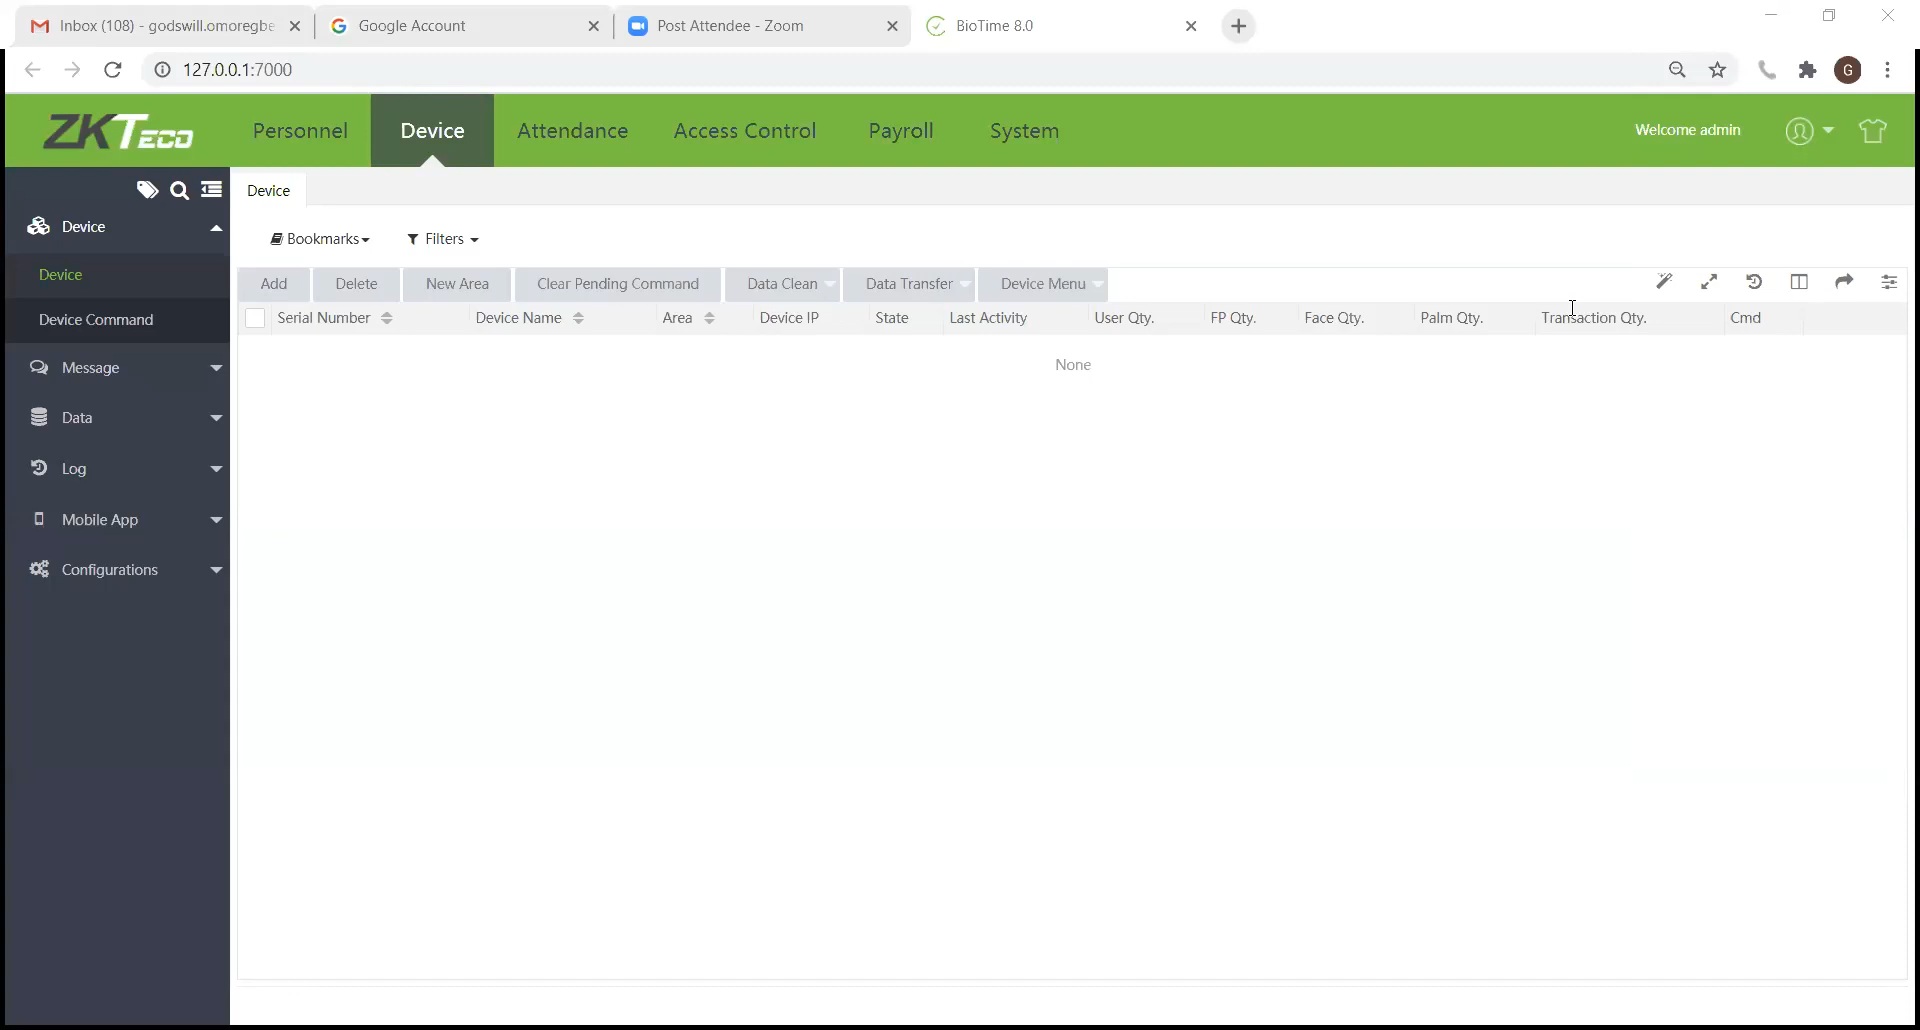 Inbox (108) - godswill.omoregbe
Google Account
Post Attendee - Zoom
BioTime 8.0
127.0.0.1:7000
G
ZKTECO
Personnel
Device
Attendance
Access Control
Payroll
System
Welcome admin
Device
Device
Device Command
Message
Data
Log
Mobile App
Configurations
Device
Bookmarks
Filters
Add
Delete
New Area
Clear Pending Command
Data Clean
Data Transfer
Device Menu
Serial Number
Device Name
Area
Device IP
State
Last Activity
User Qty.
FP Qty.
Face Qty.
Palm Qty.
Transaction Qty.
Cmd
None